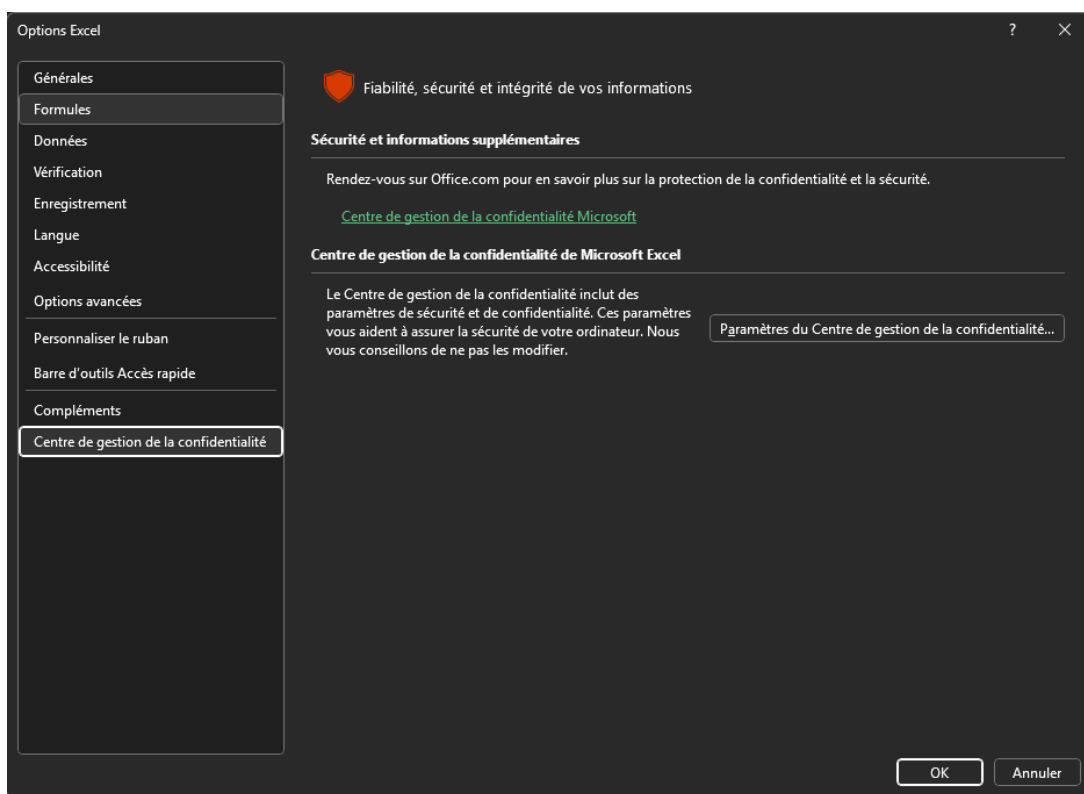 Options Excel
?
Générales
Formules
Données
Vérification
Enregistrement
Langue
Accessibilité
Options avancées
Personnaliser le ruban
Barre d'outils Accès rapide
Compléments
Centre de gestion de la confidentialité
Fiabilité, sécurité et intégrité de vos informations
Sécurité et informations supplémentaires
Rendez-vous sur Office.com pour en savoir plus sur la protection de la confidentialité et la sécurité.
Centre de gestion de la confidentialité Microsoft
Centre de gestion de la confidentialité de Microsoft Excel
Le Centre de gestion de la confidentialité inclut des
paramètres de sécurité et de confidentialité. Ces paramètres
vous aident à assurer la sécurité de votre ordinateur. Nous
vous conseillons de ne pas les modifier.
Paramètres du Centre de gestion de la confidentialité...
OK
Annuler